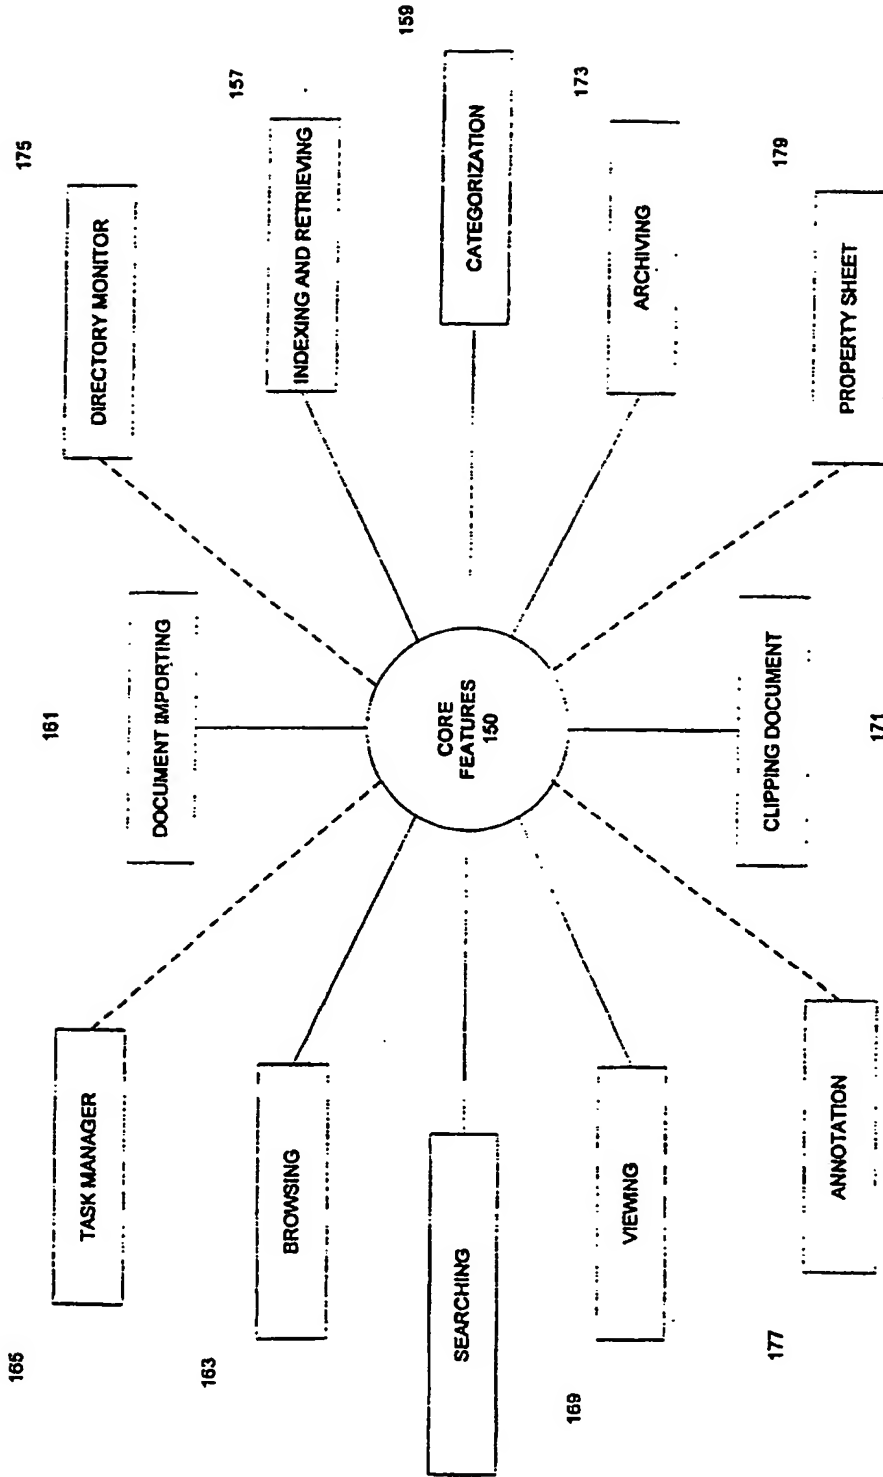 165
161
175
TASK MANAGER
DOCUMENT IMPORTING
DIRECTORY MONITOR
163
157
BROWSING
INDEXING AND RETRIEVING
159
SEARCHING
CORE
FEATURES
150
CATEGORIZATION
169
173
VIEWING
ARCHIVING
177
179
CLIPPING DOCUMENT
ANNOTATION
PROPERTY SHEET
171